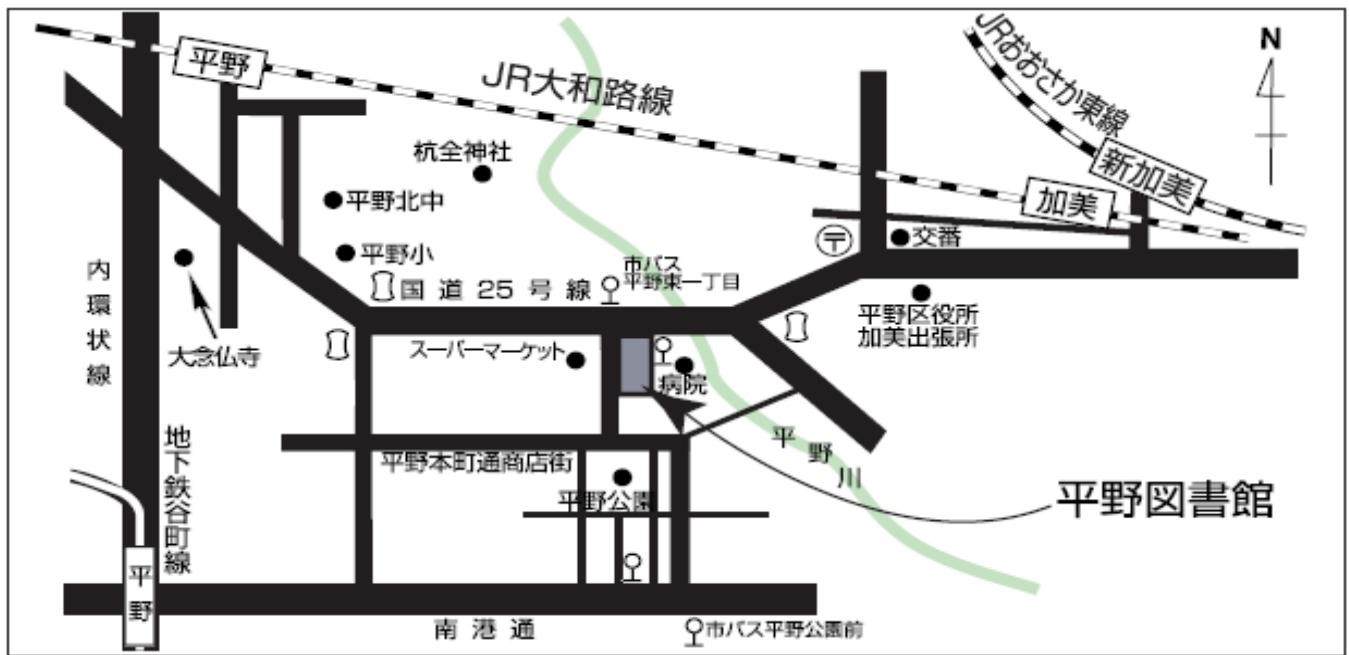 平野
JR大和路線
JRおおさか東線
N
新加美
加美
杭全神社
平野北中
平野小
交番
〒
内環状線
大念仏寺
国道25号線
市バス
平野東一丁目
平野区役所
加美出張所
スーパーマーケット
病院
地下鉄谷町線
平野本町通商店街
平野川
平野公園
平野図書館
平野
南港通
市バス平野公園前